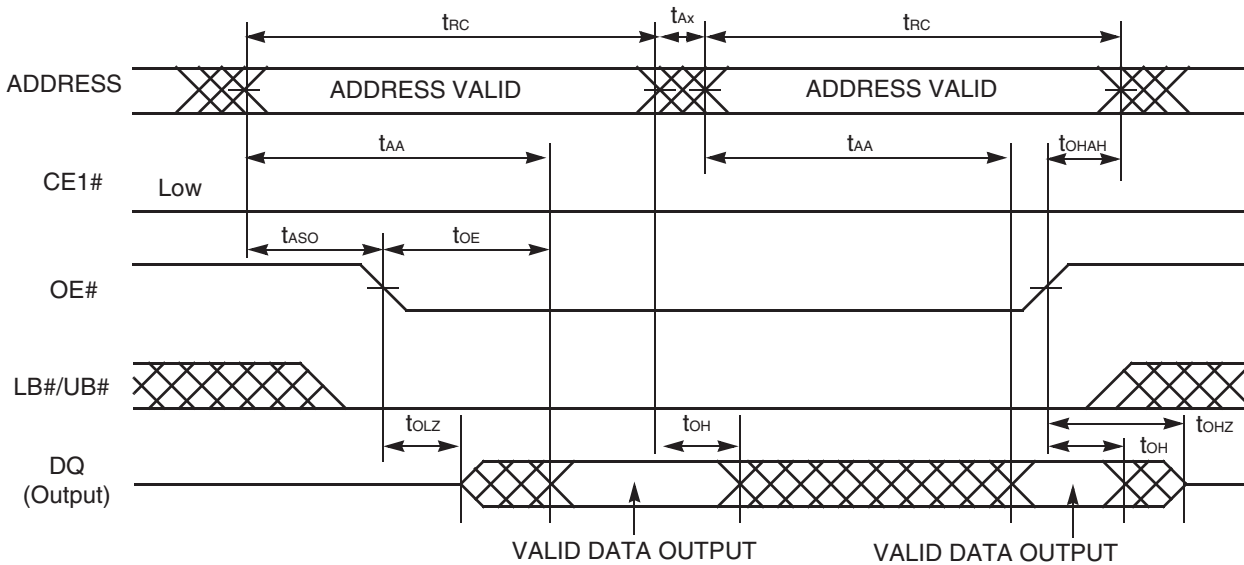 tRC tAx tRC
ADDRESS ADDRESS VALID ADDRESS VALID
tAA tAA tOHAH
CE1# Low
tASO tOE
OE#
LB#/UB#
tOLZ tOH tOHZ
tOH
DQ
(Output)
VALID DATA OUTPUT VALID DATA OUTPUT